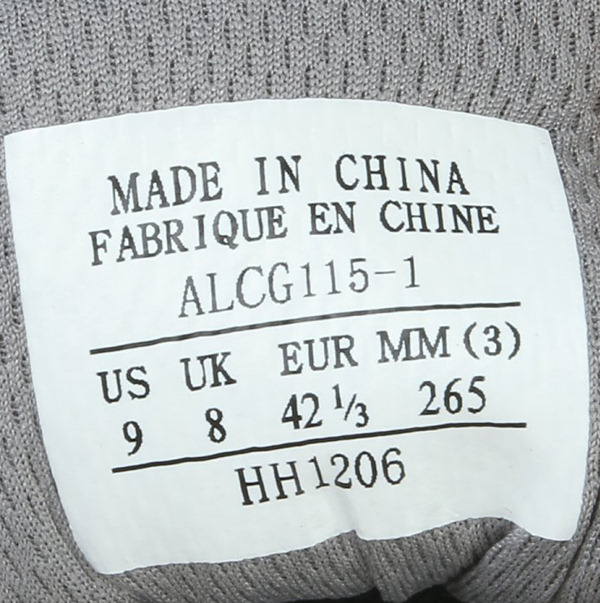 MADE IN CHINA
FABRIQUE EN CHINE
ALCG115-1
US UK EUR MM (3)
9 8 42 1/3 265
HH1206